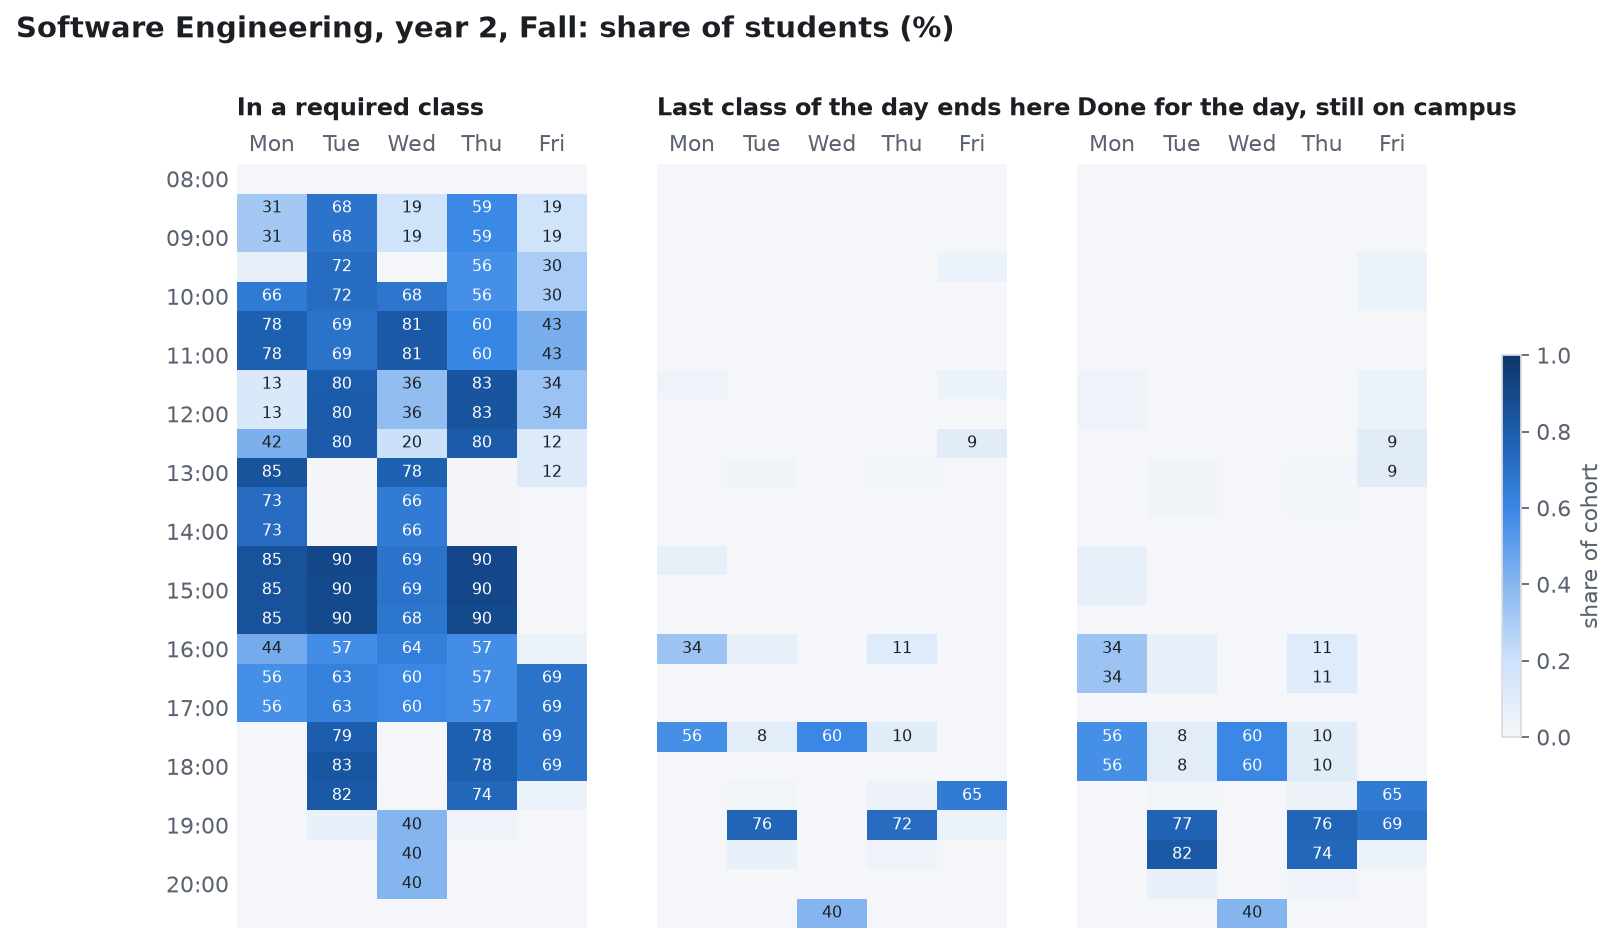 Software Engineering, year 2, Fall: share of students (%)
In a required class Last class of the day ends here Done for the day, still on campus
Mon Tue Wed Thu Fri Mon Tue Wed Thu Fri Mon Tue Wed Thu Fri
08:00
31 68 19 59 19
09:00 31 68 19 59 19
72 56 30
10:00 66 72 68 56 30
78 69 81 60 43
11:00 78 69 81 60 43
13 80 36 83 34
12:00 13 80 36 83 34
42 80 20 80 12 9 9
13:00 85 78 12 9
73 66
14:00 73 66
85 90 69 90
15:00 85 90 69 90
85 90 68 90
16:00 44 57 64 57 34 11 34 11
56 63 60 57 69 34 11
17:00 56 63 60 57 69
79 78 69 56 8 60 10 56 8 60 10
18:00 83 78 69 56 8 60 10
82 74 65 65
19:00 40 76 72 77 76 69
40 82 74
20:00 40
40 40
1.0
0.8
0.6
0.4
0.2
0.0
share of cohort